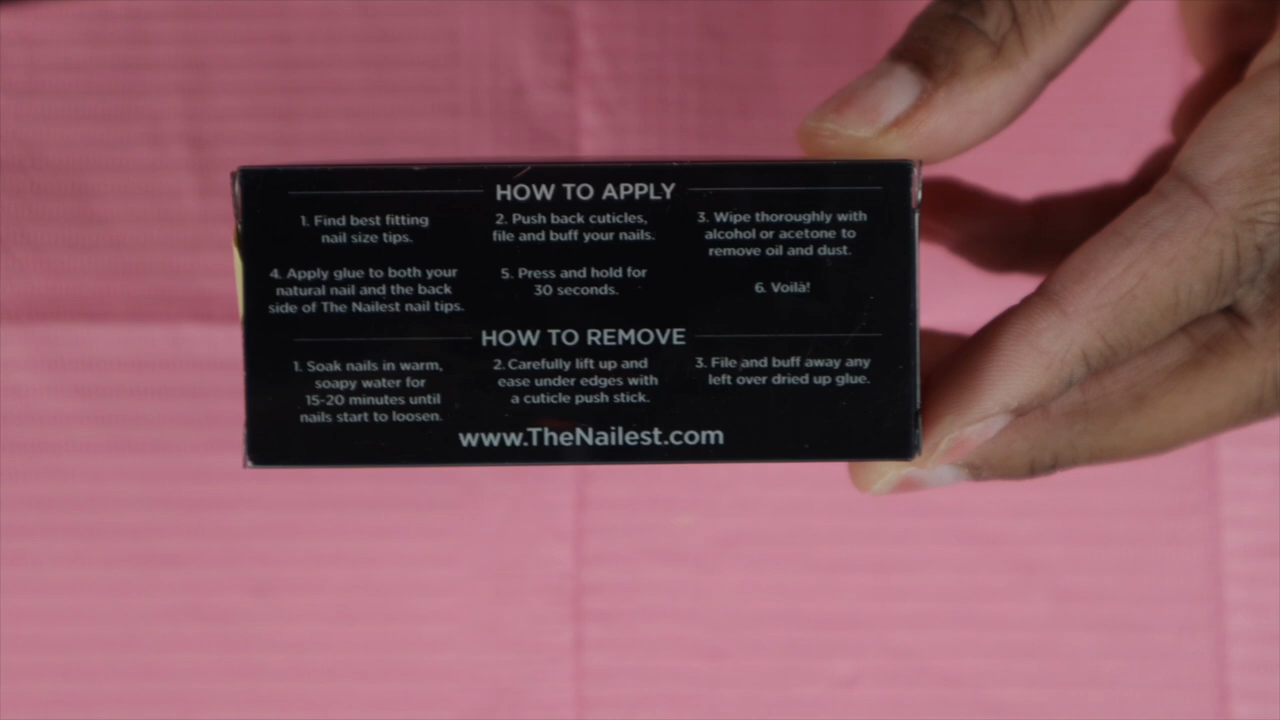 HOW TO APPLY
1. Find best fitting
nail size tips.
2. Push back cuticles,
file and buff your nails.
3. Wipe thoroughly with
alcohol or acetone to
remove oil and dust.
4. Apply glue to both your
natural nail and the back
side of The Nailest nail tips.
5. Press and hold for
30 seconds.
6. Voilà!
HOW TO REMOVE
1. Soak nails in warm,
soapy water for
15-20 minutes until
nails start to loosen.
2. Carefully lift up and
ease under edges with
a cuticle push stick.
3. File and buff away any
left over dried up glue.
www.TheNailest.com